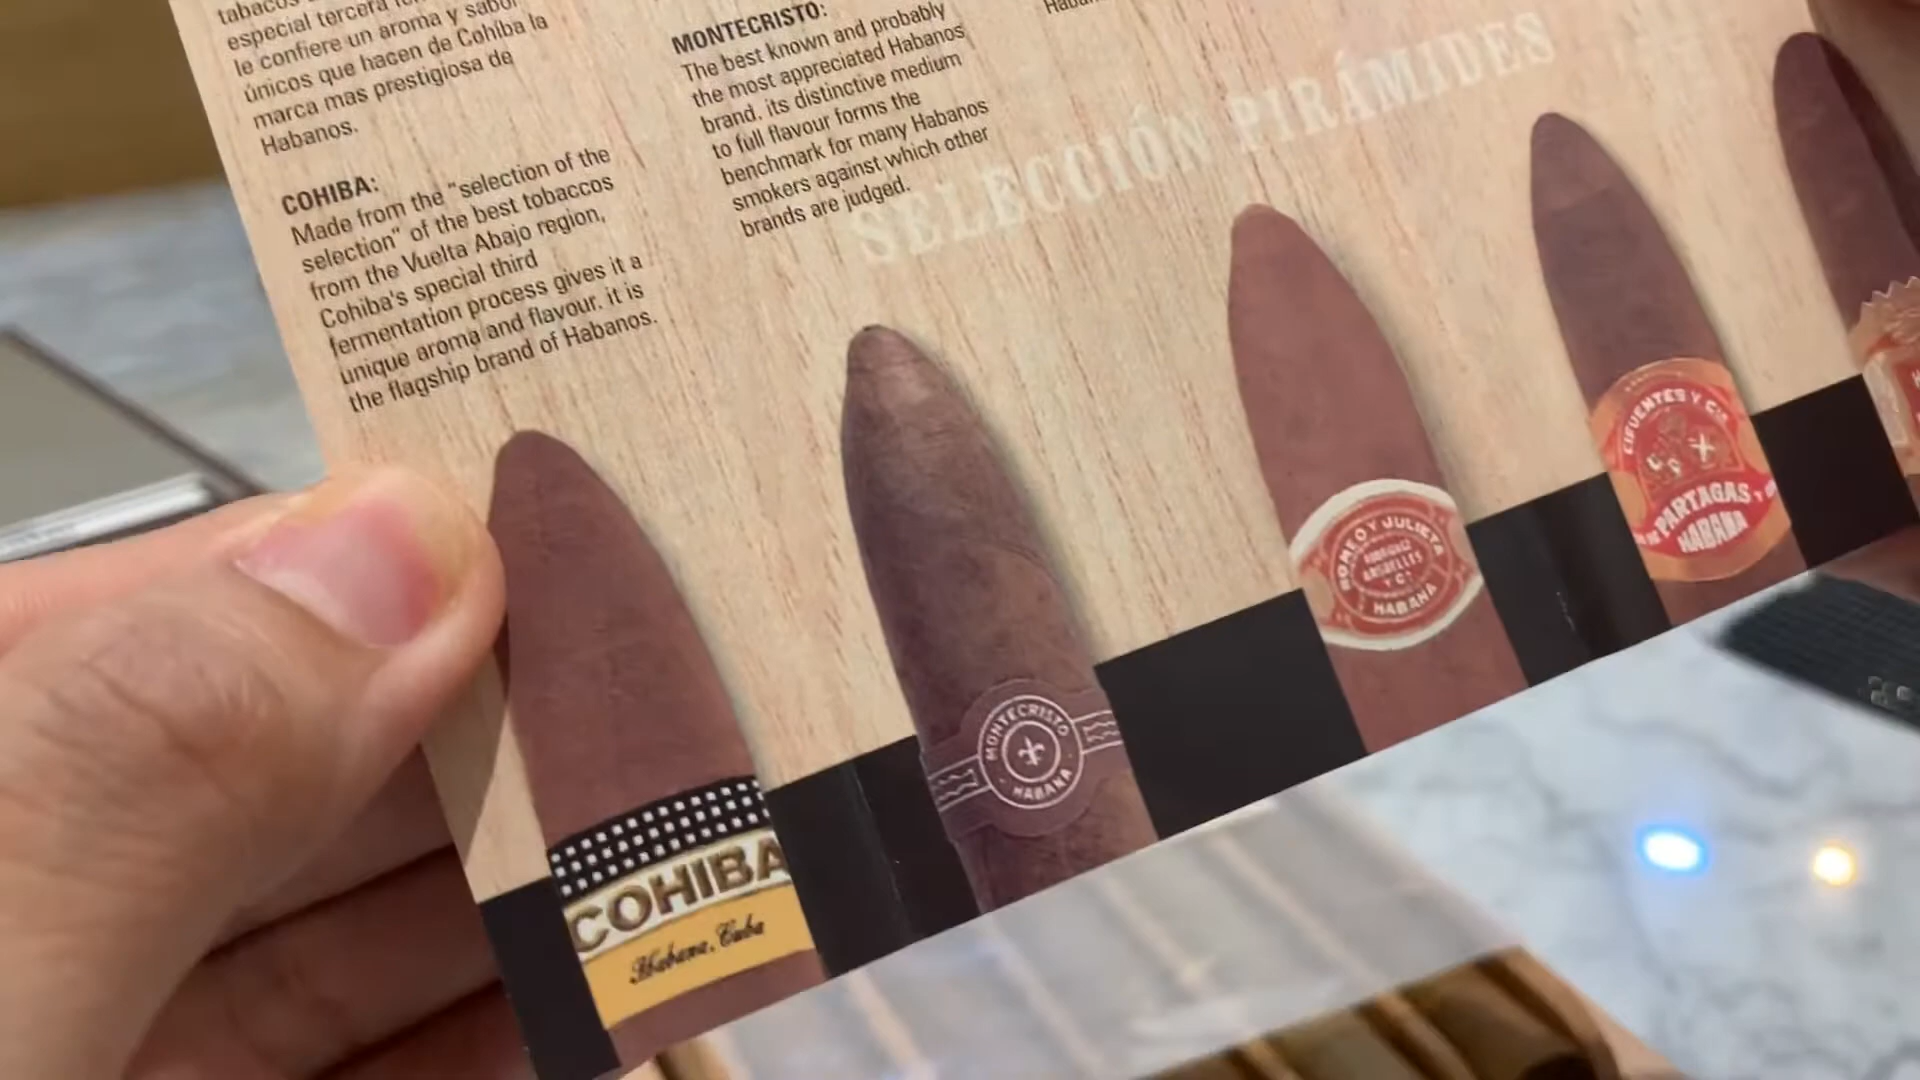 tabacos
especial tercera
le confiere un aroma y sabor
únicos que hacen de Cohiba la
marca mas prestigiosa de
Habanos.
COHIBA:
Made from the "selection of the
selection" of the best tobaccos
from the Vuelta Abajo region,
Cohiba's special third
fermentation process gives it a
unique aroma and flavour. it is
the flagship brand of Habanos.
MONTECRISTO:
The best known and probably
the most appreciated Habanos
brand. its distinctive medium
to full flavour forms the
benchmark for many Habanos
smokers against which other
brands are judged.
SELECCIÓN PIRÁMIDES
COHIBA
Habana, Cuba
MONTECRISTO
HABANA
ROMEO Y JULIETA
RODRIGUEZ
ARGUELLES
Y Cª
HABANA
CIFUENTES Y Cia
PARTAGAS
HABANA